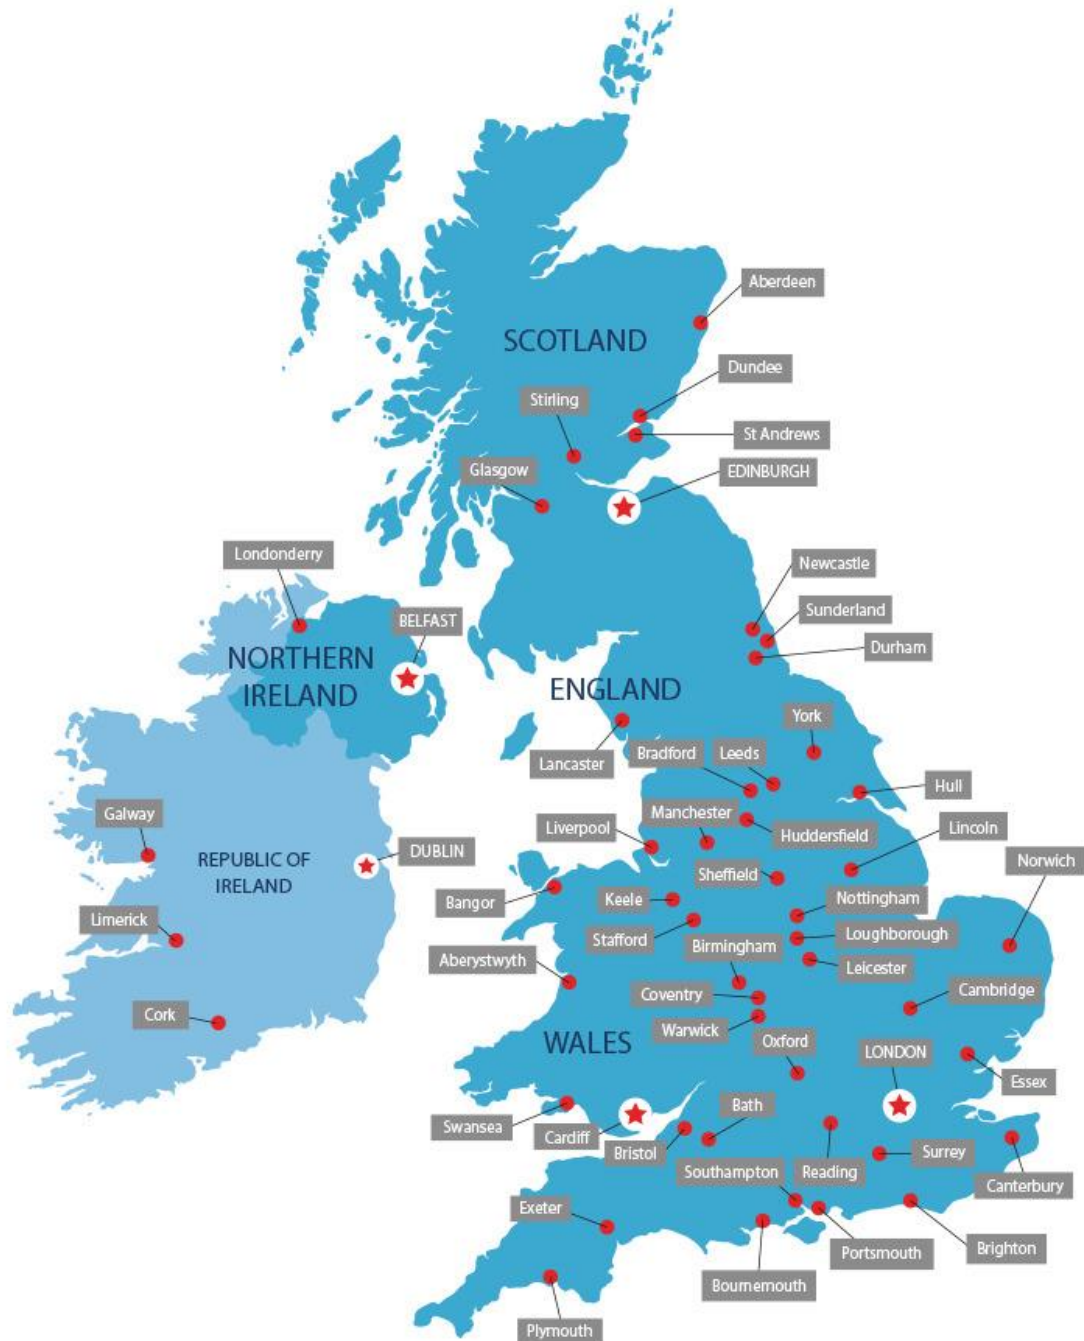 Aberdeen
SCOTLAND
Dundee
Stirling
St Andrews
Glasgow
EDINBURGH
Londonderry
Newcastle
Sunderland
BELFAST
Durham
NORTHERN
IRELAND
ENGLAND
York
Lancaster
Bradford
Leeds
Hull
Galway
Manchester
Liverpool
Huddersfield
Lincoln
DUBLIN
REPUBLIC OF
IRELAND
Norwich
Sheffield
Bangor
Keele
Nottingham
Limerick
Stafford
Loughborough
Birmingham
Aberystwyth
Leicester
Coventry
Cambridge
Cork
Warwick
WALES
Oxford
LONDON
Essex
Swansea
Bath
Cardiff
Bristol
Surrey
Southampton
Reading
Canterbury
Exeter
Portsmouth
Brighton
Bournemouth
Plymouth